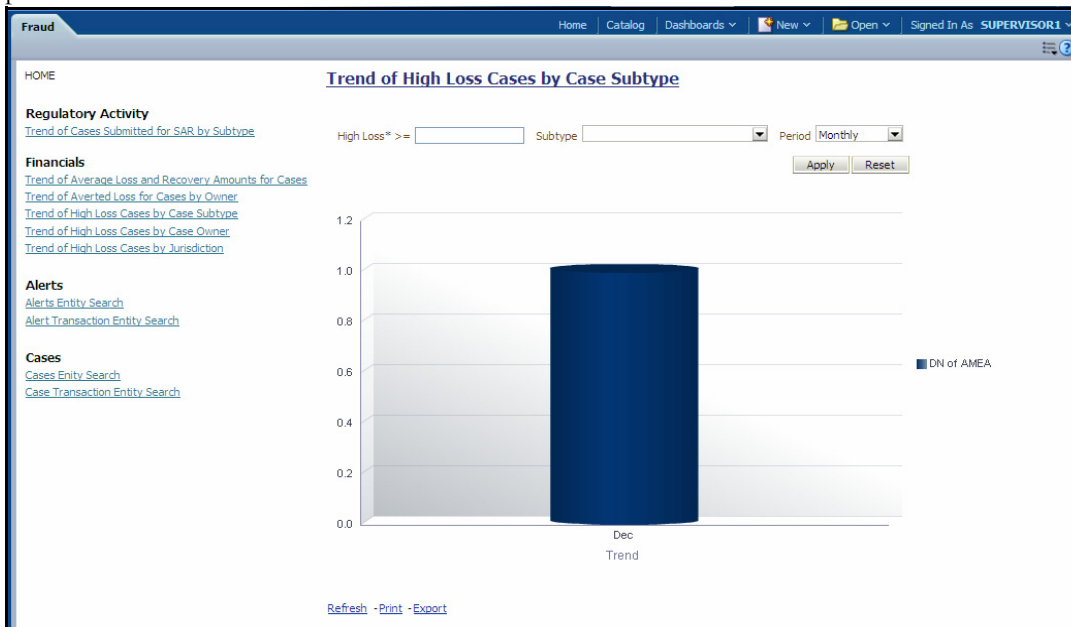 Fraud
Home Catalog Dashboards New Open Signed In As SUPERVISOR1
HOME
Regulatory Activity
Trend of Cases Submitted for SAR by Subtype
Financials
Trend of Average Loss and Recovery Amounts for Cases
Trend of Averted Loss for Cases by Owner
Trend of High Loss Cases by Case Subtype
Trend of High Loss Cases by Case Owner
Trend of High Loss Cases by Jurisdiction
Alerts
Alerts Entity Search
Alert Transaction Entity Search
Cases
Cases Enity Search
Case Transaction Entity Search
Trend of High Loss Cases by Case Subtype
High Loss* >= Subtype Period Monthly
Apply Reset
1.2
1.0
0.8
0.6
0.4
0.2
0.0
Dec
Trend
DN of AMEA
Refresh - Print - Export